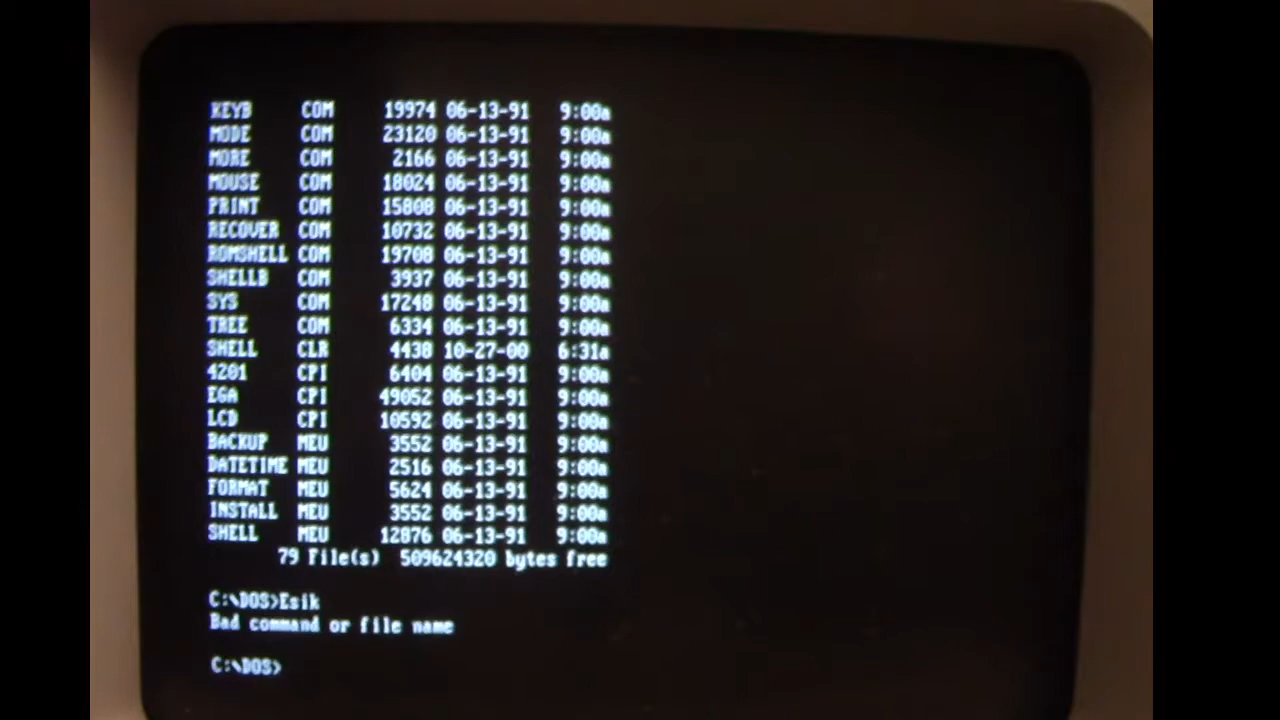 KEYB COM 19974 06-13-91 9:00a
MODE COM 23120 06-13-91 9:00a
MORE COM 2166 06-13-91 9:00a
MOUSE COM 18024 06-13-91 9:00a
PRINT COM 15808 06-13-91 9:00a
RECOVER COM 10732 06-13-91 9:00a
ROMSHELL COM 19708 06-13-91 9:00a
SHELLB COM 3937 06-13-91 9:00a
SYS COM 17248 06-13-91 9:00a
TREE COM 6334 06-13-91 9:00a
SHELL CLR 4438 10-27-00 6:31a
4201 CPI 6404 06-13-91 9:00a
EGA CPI 49052 06-13-91 9:00a
LCD CPI 10592 06-13-91 9:00a
BACKUP MEU 3552 06-13-91 9:00a
DATETIME MEU 2516 06-13-91 9:00a
FORMAT MEU 5624 06-13-91 9:00a
INSTALL MEU 3552 06-13-91 9:00a
SHELL MEU 12876 06-13-91 9:00a
79 File(s) 509624320 bytes free
C:\DOS>Esik
Bad command or file name
C:\DOS>